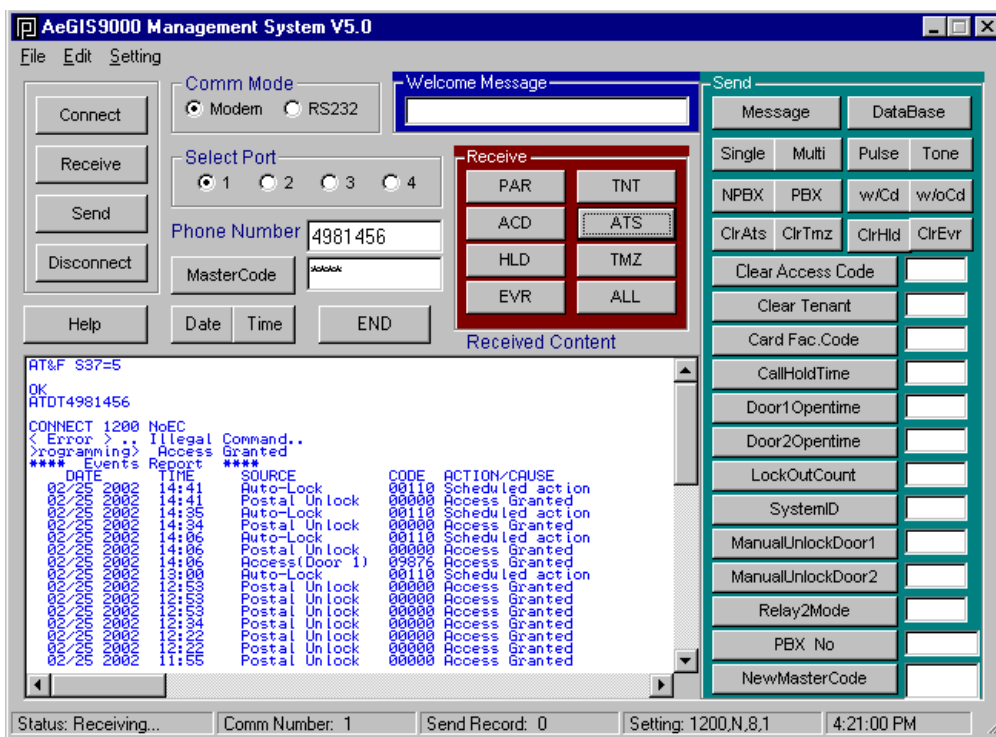 AeGIS9000 Management System V5.0
File Edit Setting
Connect
Receive
Send
Disconnect
Help
Comm Mode
Modem RS232
Select Port
1 2 3 4
Phone Number 4981456
MasterCode *****
Date Time END
Welcome Message
Receive
PAR TNT
ACD ATS
HLD TMZ
EVR ALL
Received Content
AT&F S37=5
OK
ATDT4981456
CONNECT 1200 NoEC
< Error > .. Illegal Command..
>rogramming> Access Granted
**** Events Report ****
DATE TIME SOURCE CODE ACTION/CAUSE
02/25 2002 14:41 Auto-Lock 00110 Scheduled action
02/25 2002 14:41 Postal Unlock 00000 Access Granted
02/25 2002 14:35 Auto-Lock 00110 Scheduled action
02/25 2002 14:34 Postal Unlock 00000 Access Granted
02/25 2002 14:06 Auto-Lock 00110 Scheduled action
02/25 2002 14:06 Postal Unlock 00000 Access Granted
02/25 2002 14:06 Access(Door 1) 09876 Access Granted
02/25 2002 13:00 Auto-Lock 00110 Scheduled action
02/25 2002 12:53 Postal Unlock 00000 Access Granted
02/25 2002 12:53 Postal Unlock 00000 Access Granted
02/25 2002 12:53 Postal Unlock 00000 Access Granted
02/25 2002 12:34 Postal Unlock 00000 Access Granted
02/25 2002 12:22 Postal Unlock 00000 Access Granted
02/25 2002 12:22 Postal Unlock 00000 Access Granted
02/25 2002 11:55 Postal Unlock 00000 Access Granted
Send
Message DataBase
Single Multi Pulse Tone
NPBX PBX w/Cd w/oCd
ClrAts ClrTmz ClrHld ClrEvr
Clear Access Code
Clear Tenant
Card Fac.Code
CallHoldTime
Door1Opentime
Door2Opentime
LockOutCount
SystemID
ManualUnlockDoor1
ManualUnlockDoor2
Relay2Mode
PBX No
NewMasterCode
Status: Receiving... Comm Number: 1 Send Record: 0 Setting: 1200,N,8,1 4:21:00 PM